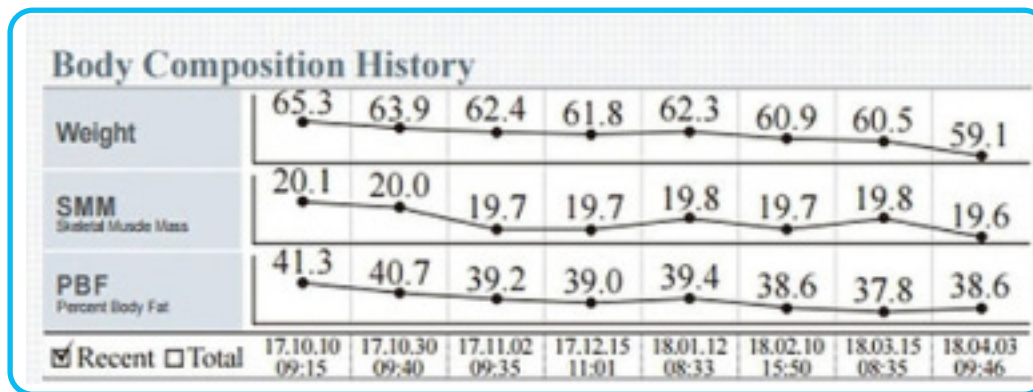 Body Composition History
Weight 65.3 63.9 62.4 61.8 62.3 60.9 60.5 59.1
SMM 20.1 20.0 19.7 19.7 19.8 19.7 19.8 19.6
Skeletal Muscle Mass
PBF 41.3 40.7 39.2 39.0 39.4 38.6 37.8 38.6
Percent Body Fat
☑ Recent ☐ Total 17.10.10 17.10.30 17.11.02 17.12.15 18.01.12 18.02.10 18.03.15 18.04.03
09:15 09:40 09:35 11:01 08:33 15:50 08:35 09:46